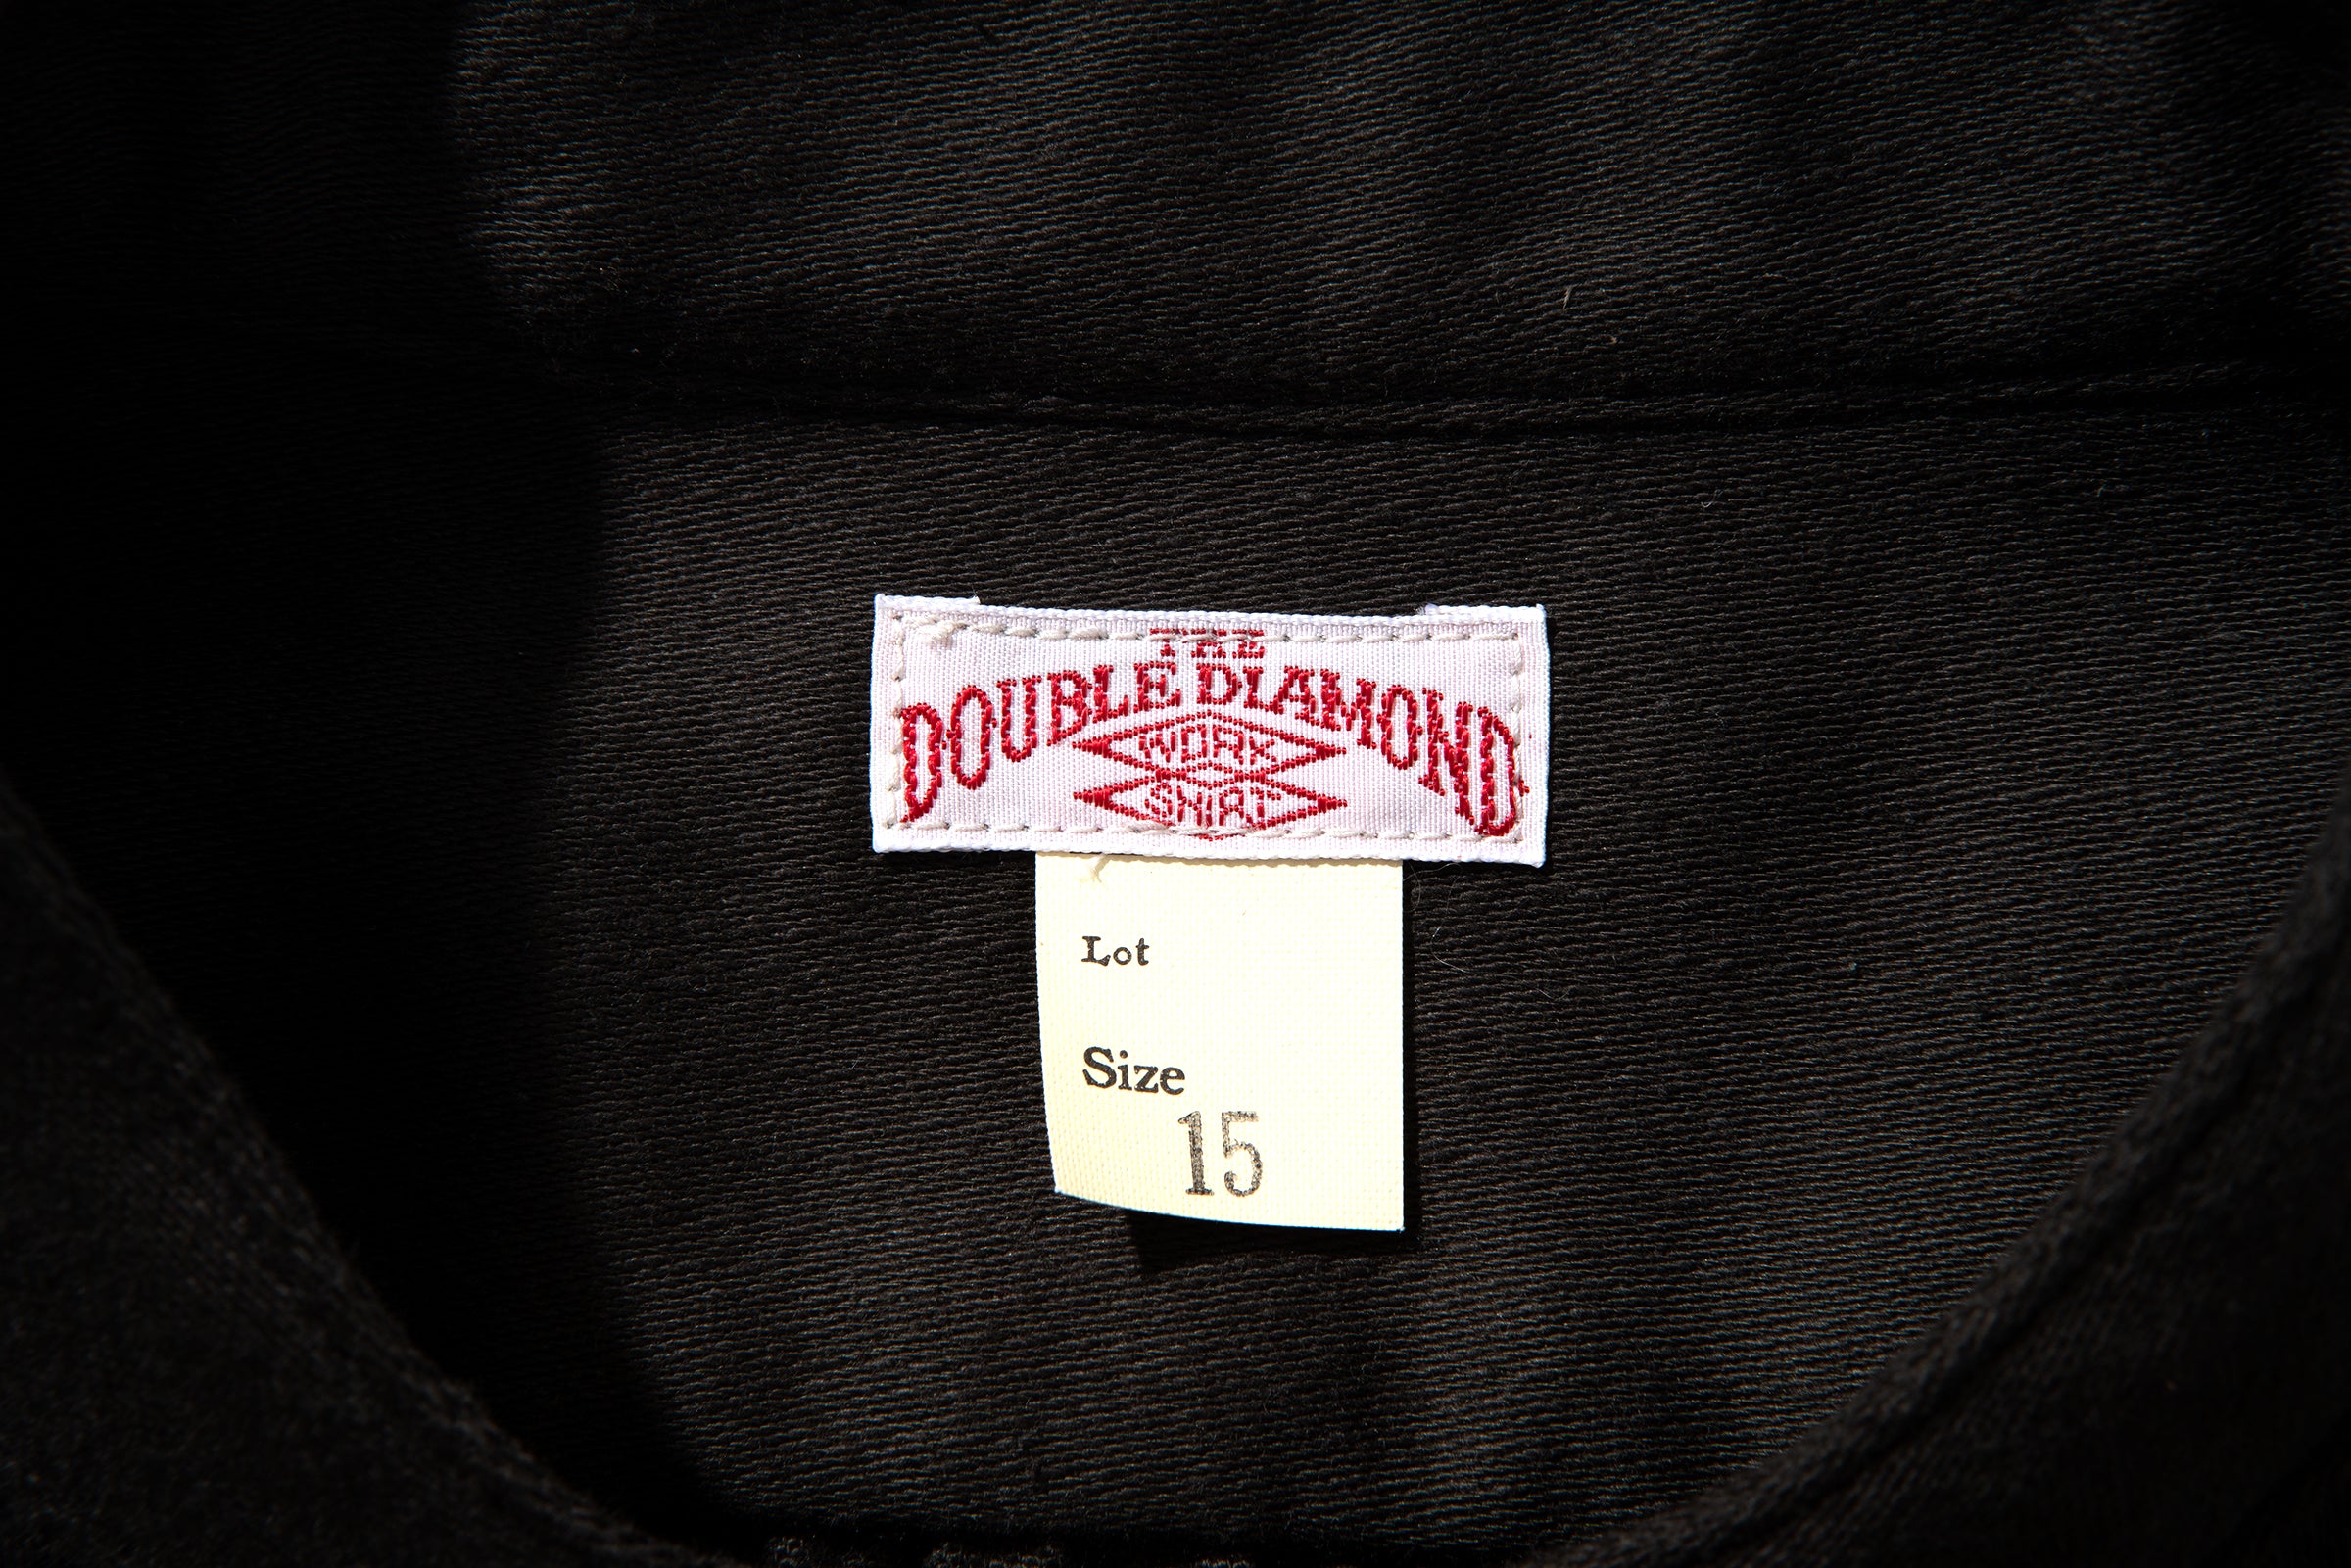 THE
DOUBLE DIAMOND
WORK
SHIRT
Lot
Size
15